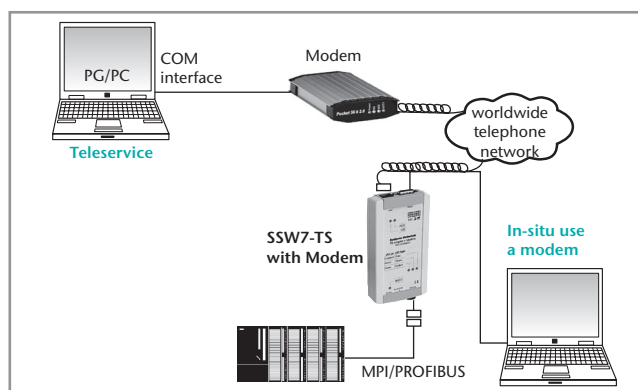 PG/PC
COM
interface
Modem
Teleservice
worldwide
telephone
network
SSW7-TS
with Modem
In-situ use
a modem
MPI/PROFIBUS